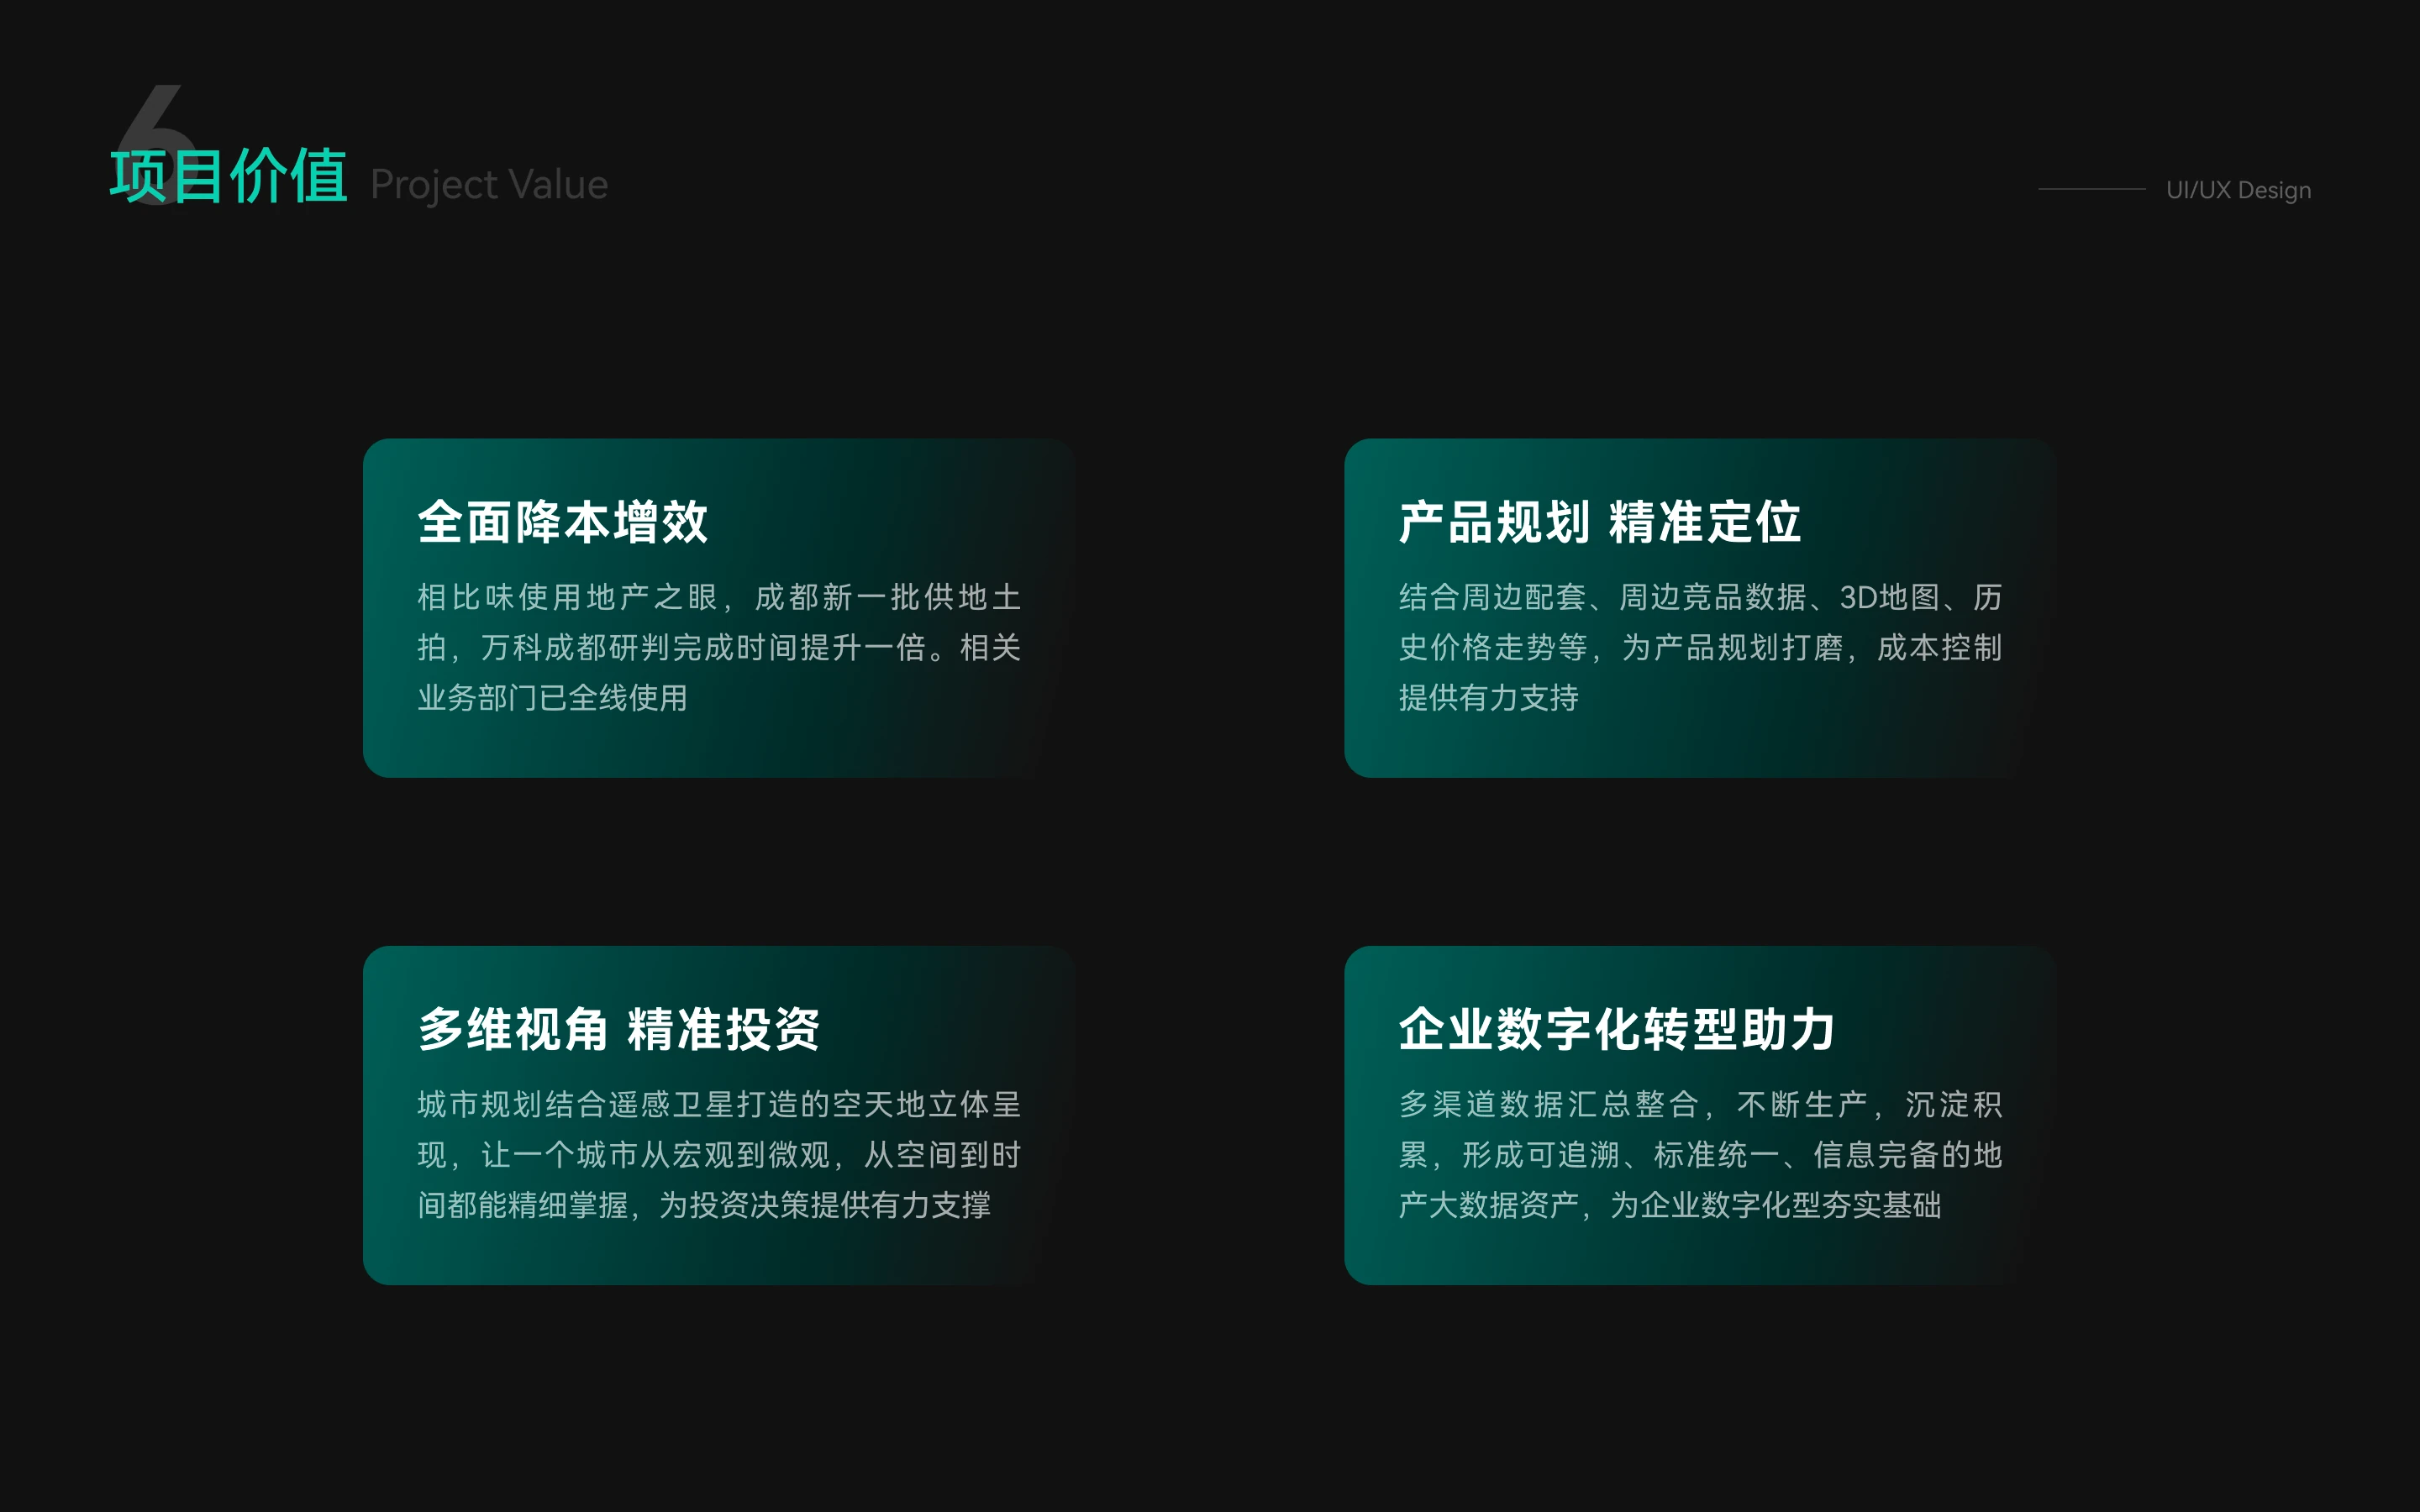 6
项目价值 Project Value
UI/UX Design
全面降本增效
相比味使用地产之眼，成都新一批供地土
拍，万科成都研判完成时间提升一倍。相关
业务部门已全线使用
产品规划 精准定位
结合周边配套、周边竞品数据、3D地图、历
史价格走势等，为产品规划打磨，成本控制
提供有力支持
多维视角 精准投资
城市规划结合遥感卫星打造的空天地立体呈
现，让一个城市从宏观到微观，从空间到时
间都能精细掌握，为投资决策提供有力支撑
企业数字化转型助力
多渠道数据汇总整合，不断生产，沉淀积
累，形成可追溯、标准统一、信息完备的地
产大数据资产，为企业数字化型夯实基础